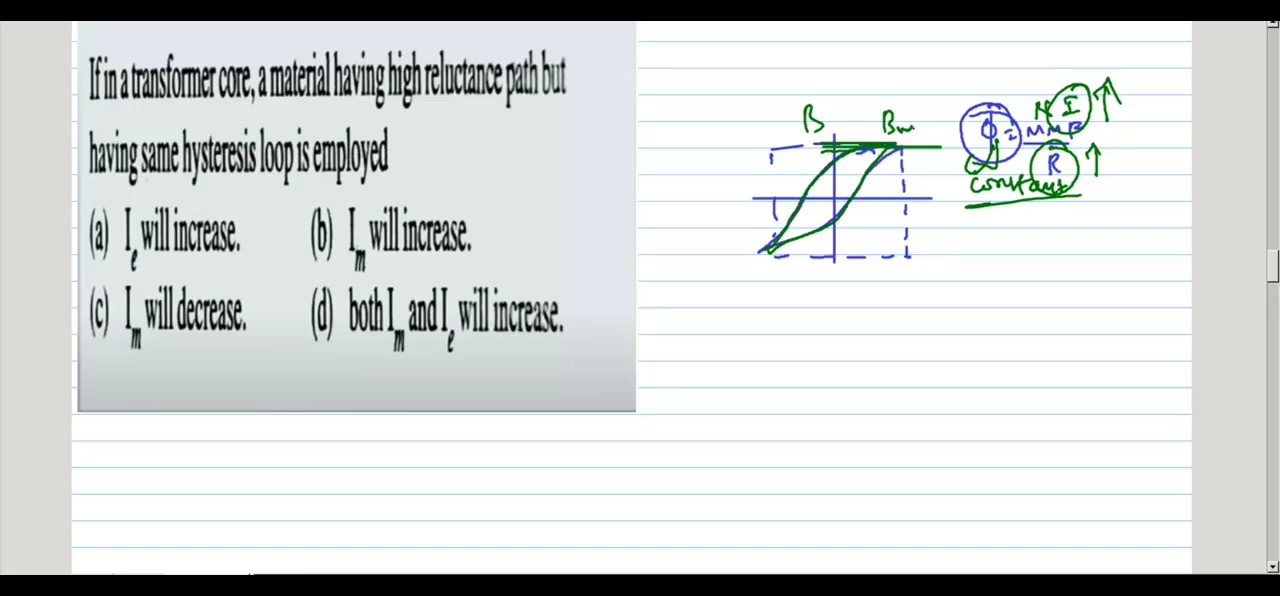 If in a transformer core, a material having high reluctance path but
having same hysteresis loop is employed
(a) Ie will increase.
(b) Im will increase.
(c) Im will decrease.
(d) both Im and Ie will increase.
B
Bm
N I ↑
ϕ = MMF
R ↑
constant